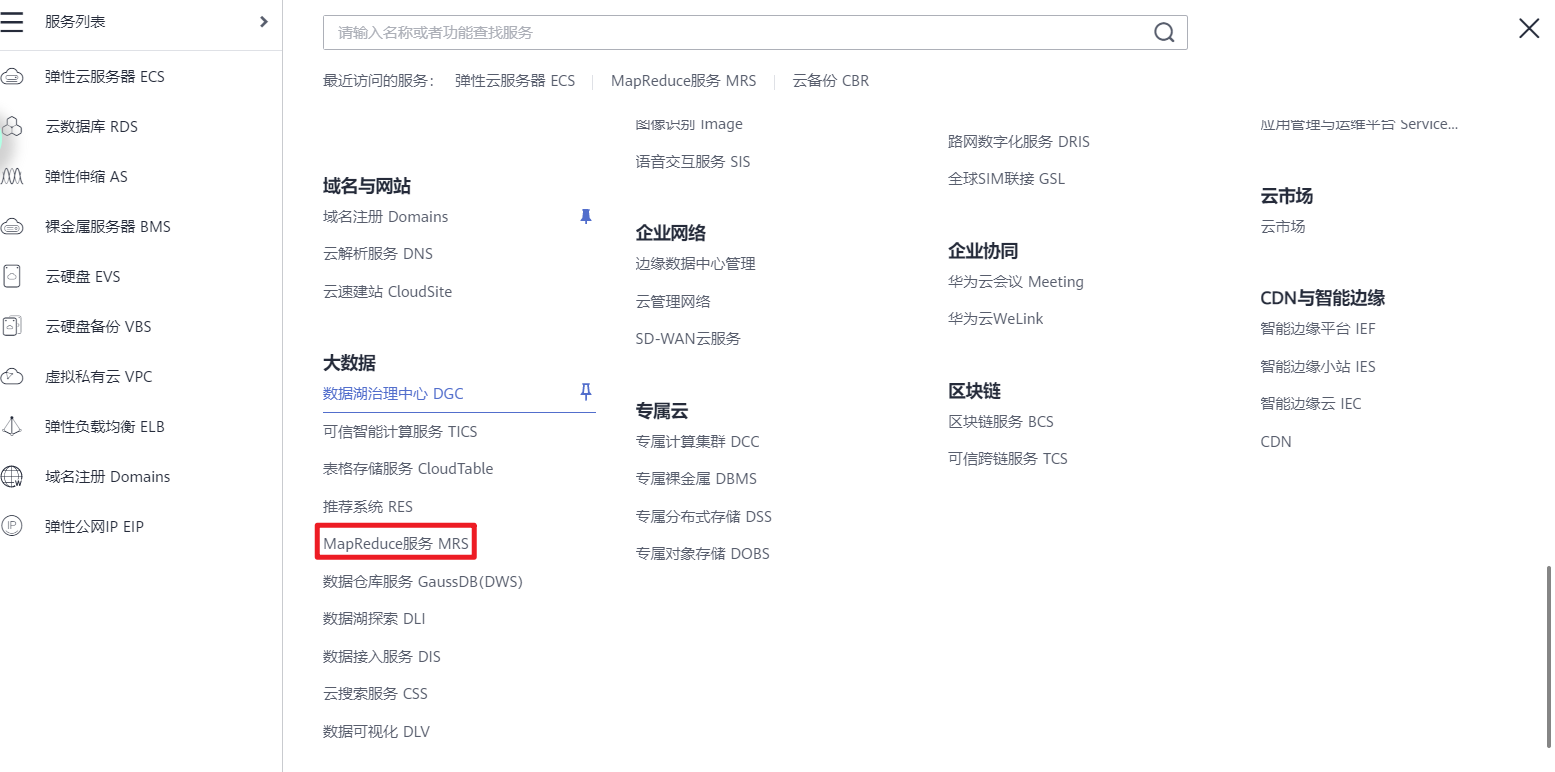 服务列表
弹性云服务器 ECS
云数据库 RDS
弹性伸缩 AS
裸金属服务器 BMS
云硬盘 EVS
云硬盘备份 VBS
虚拟私有云 VPC
弹性负载均衡 ELB
域名注册 Domains
弹性公网IP EIP
请输入名称或者功能查找服务
最近访问的服务： 弹性云服务器 ECS MapReduce服务 MRS 云备份 CBR
域名与网站
域名注册 Domains
云解析服务 DNS
云速建站 CloudSite
大数据
数据湖治理中心 DGC
可信智能计算服务 TICS
表格存储服务 CloudTable
推荐系统 RES
MapReduce服务 MRS
数据仓库服务 GaussDB(DWS)
数据湖探索 DLI
数据接入服务 DIS
云搜索服务 CSS
数据可视化 DLV
图像识别 Image
语音交互服务 SIS
企业网络
边缘数据中心管理
云管理网络
SD-WAN云服务
专属云
专属计算集群 DCC
专属裸金属 DBMS
专属分布式存储 DSS
专属对象存储 DOBS
路网数字化服务 DRIS
全球SIM联接 GSL
企业协同
华为云会议 Meeting
华为云WeLink
区块链
区块链服务 BCS
可信跨链服务 TCS
应用管理与运维平台 Service...
云市场
云市场
CDN与智能边缘
智能边缘平台 IEF
智能边缘小站 IES
智能边缘云 IEC
CDN